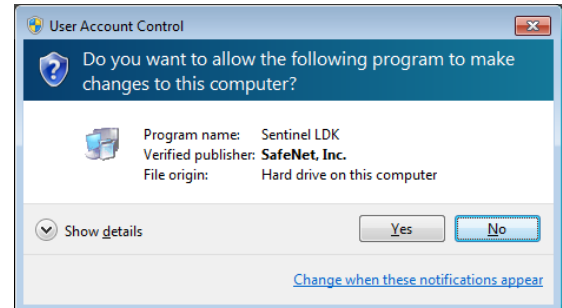 User Account Control
Do you want to allow the following program to make
changes to this computer?
Program name: Sentinel LDK
Verified publisher: SafeNet, Inc.
File origin: Hard drive on this computer
Show details
Yes
No
Change when these notifications appear